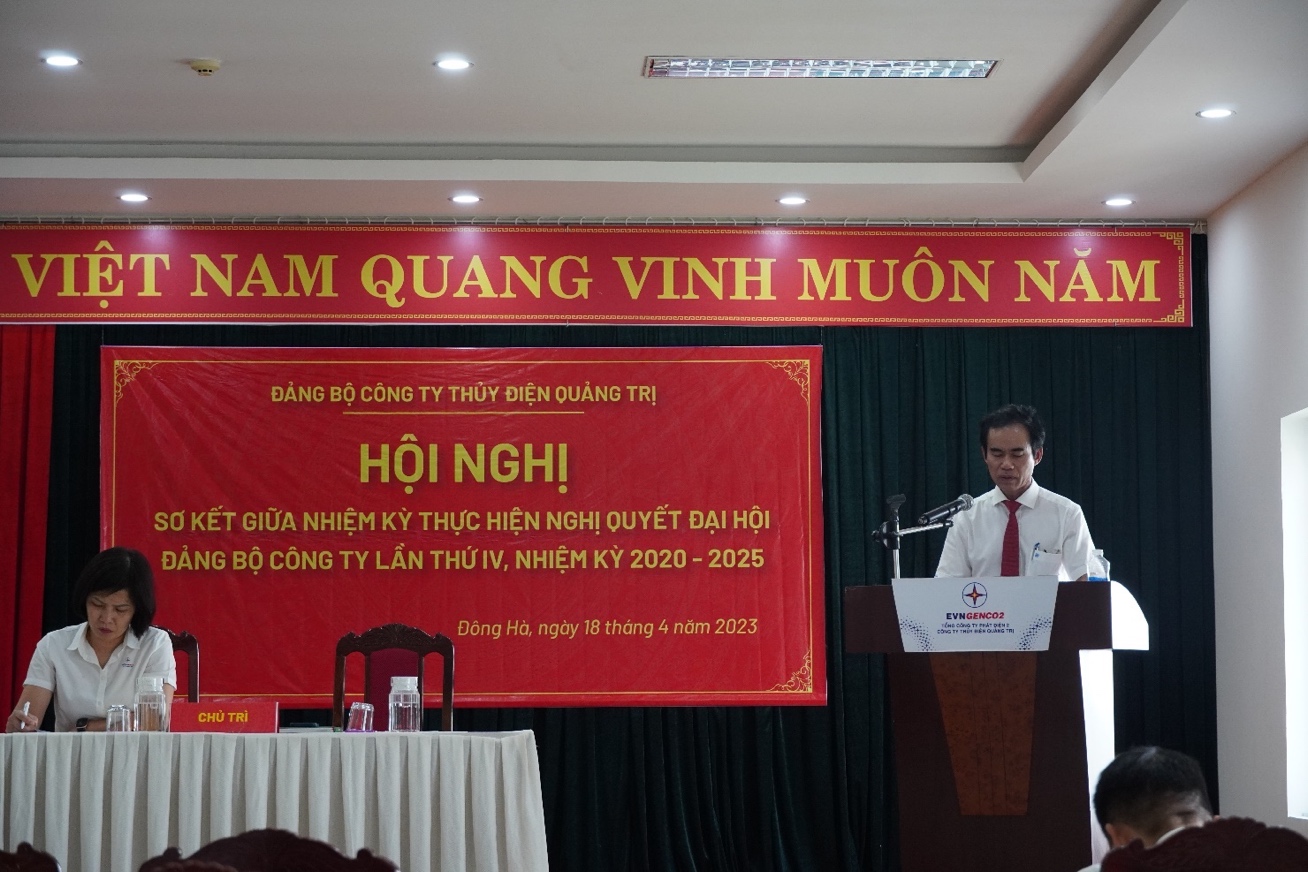 VIỆT NAM QUANG VINH MUÔN NĂM
ĐẢNG BỘ CÔNG TY THỦY ĐIỆN QUẢNG TRỊ
HỘI NGHỊ
SƠ KẾT GIỮA NHIỆM KỲ THỰC HIỆN NGHỊ QUYẾT ĐẠI HỘI
ĐẢNG BỘ CÔNG TY LẦN THỨ IV, NHIỆM KỲ 2020 - 2025
Đông Hà, ngày 18 tháng 4 năm 2023
CHỦ TRÌ
EVNGENCO2
TỔNG CÔNG TY PHÁT ĐIỆN 2
CÔNG TY THỦY ĐIỆN QUẢNG TRỊ